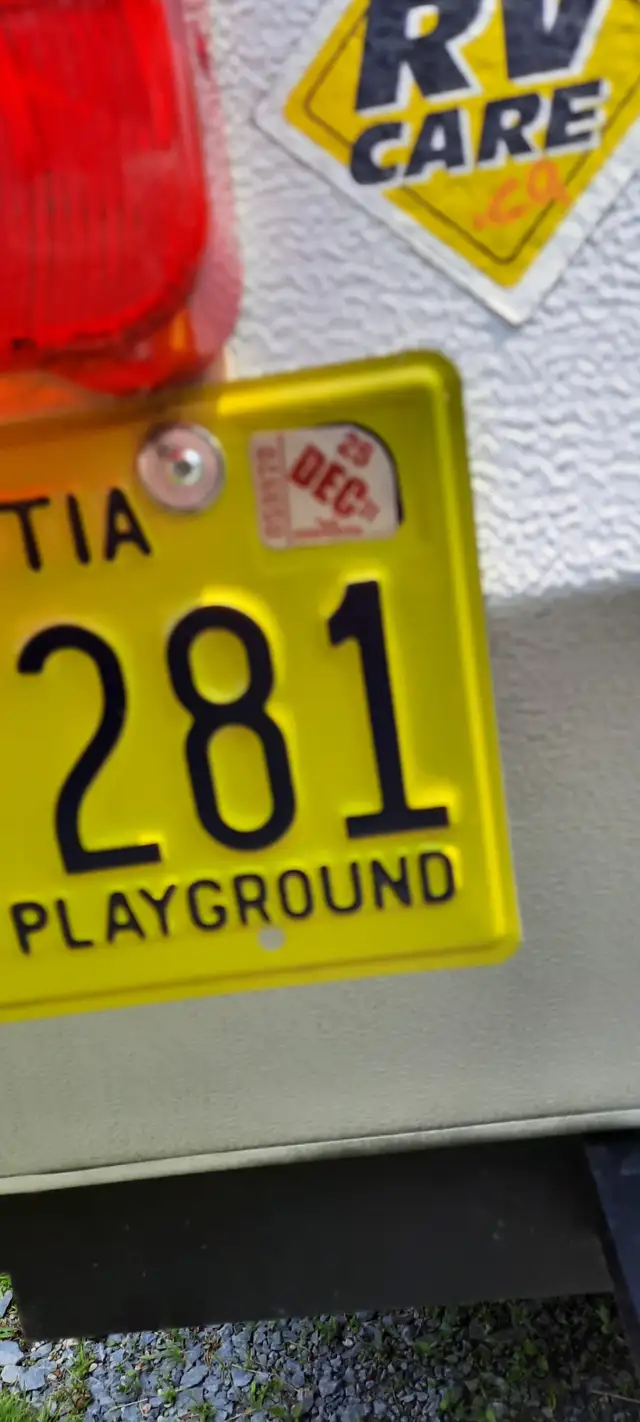 RV
CARE
.ca
TIA
DEC
281
PLAYGROUND